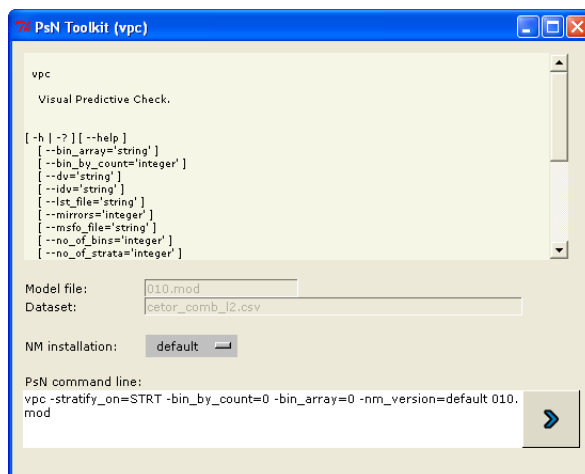 PsN Toolkit (vpc)
vpc
Visual Predictive Check.
[ -h | -? ] [ --help ]
[ --bin_array='string' ]
[ --bin_by_count='integer' ]
[ --dv='string' ]
[ --idv='string' ]
[ --lst_file='string' ]
[ --mirrors='integer' ]
[ --msfo_file='string' ]
[ --no_of_bins='integer' ]
[ --no_of_strata='integer' ]
Model file: 010.mod
Dataset: cetor_comb_l2.csv
NM installation: default
PsN command line:
vpc -stratify_on=STRT -bin_by_count=0 -bin_array=0 -nm_version=default 010.
mod